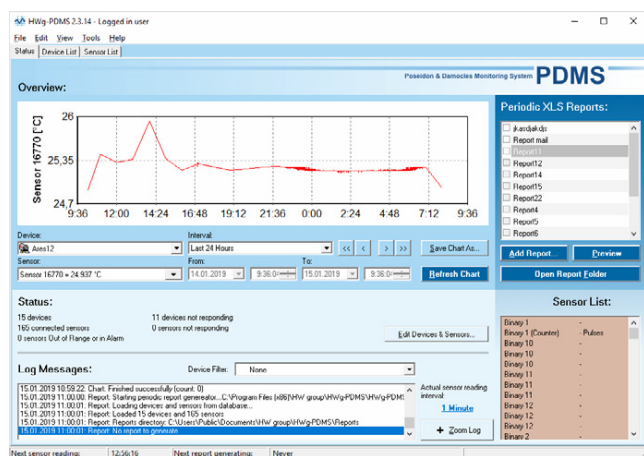 HWg-PDMS 2.3.14 - Logged in user
File Edit View Tools Help
Status Device List Sensor List
Poseidon & Damocles Monitoring System PDMS
Overview:
Sensor 16770 [°C]
26
25,35
24,7
9:36 12:00 14:24 16:48 19:12 21:36 0:00 2:24 4:48 7:12 9:36
Device:
Ares12
Interval:
Last 24 Hours
<< < > >>
Save Chart As...
Sensor:
Sensor 16770 = 24.937 °C
From:
14.01.2019 9:36:0
To:
15.01.2019 9:36:0
Refresh Chart
Periodic XLS Reports:
Report mail
Report11
Report12
Report14
Report15
Report22
Report4
Report5
Report6
Add Report...
Preview
Open Report Folder
Status:
15 devices
165 connected sensors
0 sensors Out of Range or in Alarm
11 devices not responding
0 sensors not responding
Edit Devices & Sensors...
Sensor List:
Binary 1 -
Binary 1 (Counter) - Pulses
Binary 10 -
Binary 10 -
Binary 10 -
Binary 11 -
Binary 11 -
Binary 11 -
Binary 12 -
Binary 12 -
Binary 12 -
Binary 2 -
Log Messages:
Device Filter:
None
15.01.2019 10:59:22: Chart: Finished successfully (count: 0)
15.01.2019 11:00:00: Report: Starting periodic report generator...C:\Program Files (x86)\HW group\HWg-PDMS\HWg-PDM
15.01.2019 11:00:01: Report: Loading devices and sensors from database...
15.01.2019 11:00:01: Report: Loaded 15 devices and 165 sensors
15.01.2019 11:00:01: Report: Reports directory: C:\Users\Public\Documents\HW group\HWg-PDMS\Reports
15.01.2019 11:00:01: Report: No report to generate
Actual sensor reading
interval:
1 Minute
+ Zoom Log
Next sensor reading: 12:56:16 Next report generating: Never